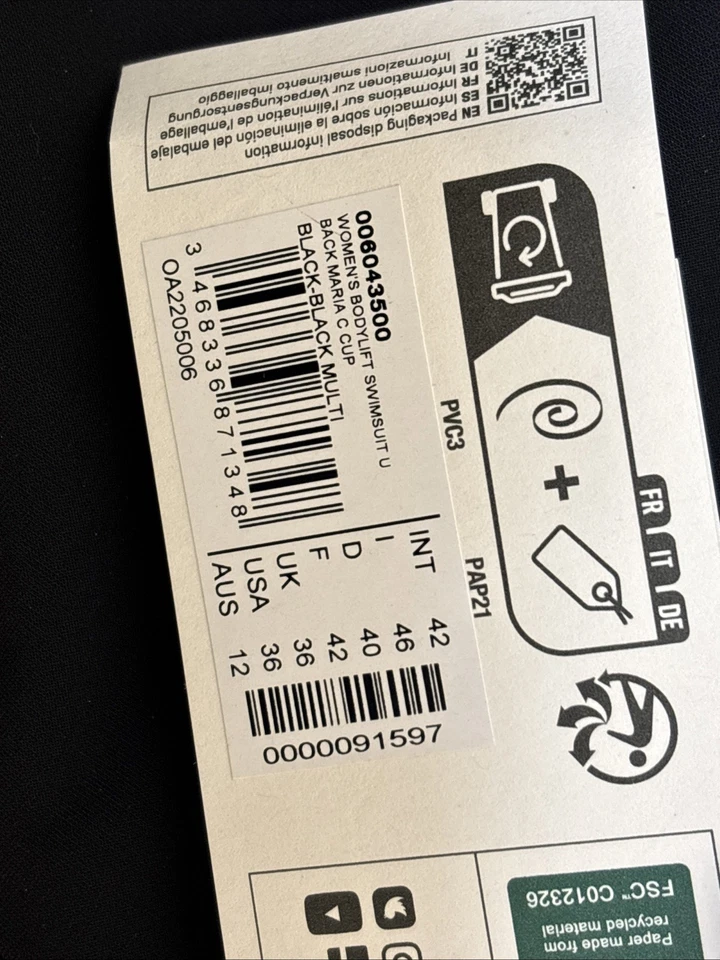 EN Packaging disposal information
ES Información sobre la eliminación del embalaje
FR Informations sur l'élimination de l'emballage
DE Informationen zur Verpackungsentsorgung
IT Informazioni smaltimento imballaggio
006043500
WOMEN'S BODYLIFT SWIMSUIT U
BACK MARIA C CUP
BLACK-BLACK MULTI
3 468336 871348
OA2205006
INT 42
I 46
D 40
F 42
UK 36
USA 36
AUS 12
0000091597
PVC3
PAP21
FR
IT
DE
FSC™ C012326
Paper made from
recycled material